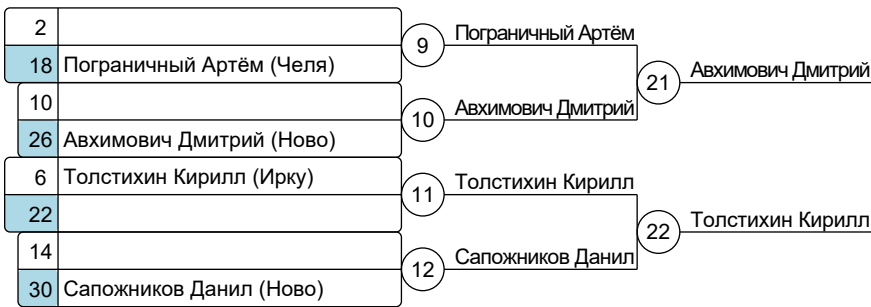 2
18 Пограничный Артём (Челя)
10
26 Авхимович Дмитрий (Ново)
6 Толстихин Кирилл (Ирку)
22
14
30 Сапожников Данил (Ново)
9 Пограничный Артём
10 Авхимович Дмитрий
11 Толстихин Кирилл
12 Сапожников Данил
21 Авхимович Дмитрий
22 Толстихин Кирилл